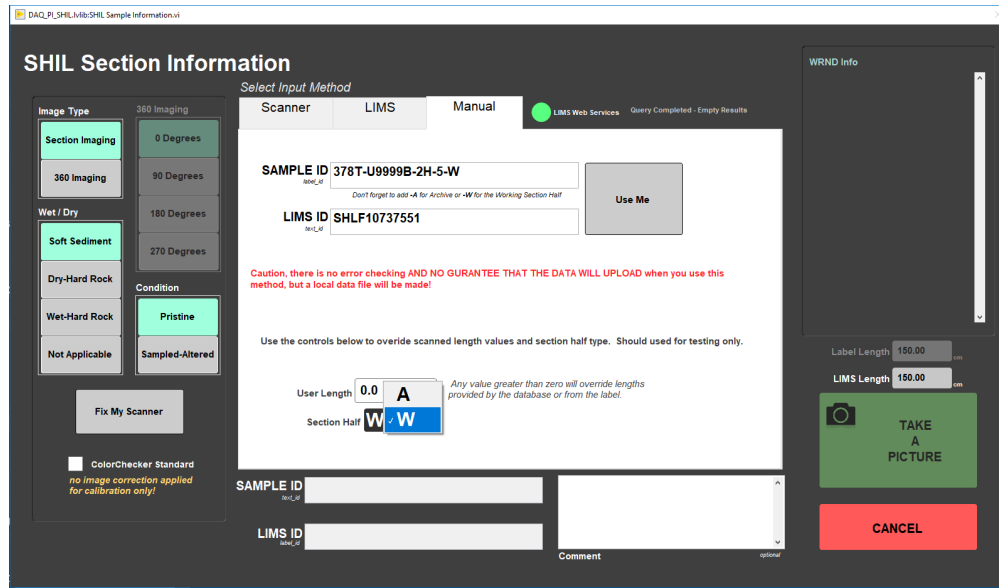 DAQ_PI_SHIL.lvlib:SHIL Sample Information.vi
SHIL Section Information
Select Input Method
Scanner
LIMS
Manual
LIMS Web Services
Query Completed - Empty Results
WRND Info
Image Type
Section Imaging
360 Imaging
360 Imaging
0 Degrees
90 Degrees
180 Degrees
270 Degrees
Wet / Dry
Soft Sediment
Dry-Hard Rock
Wet-Hard Rock
Not Applicable
Condition
Pristine
Sampled-Altered
Fix My Scanner
ColorChecker Standard
no image correction applied
for calibration only!
SAMPLE ID 378T-U9999B-2H-5-W
label_id
Don't forget to add -A for Archive or -W for the Working Section Half
LIMS ID SHLF10737551
text_id
Use Me
Caution, there is no error checking AND NO GURANTEE THAT THE DATA WILL UPLOAD when you use this
method, but a local data file will be made!
Use the controls below to overide scanned length values and section half type. Should used for testing only.
User Length 0.0
Any value greater than zero will override lengths
provided by the database or from the label.
Section Half W
A
✓ W
SAMPLE ID
text_id
LIMS ID
label_id
Comment
optional
Label Length 150.00 cm
LIMS Length 150.00 cm
TAKE
A
PICTURE
CANCEL